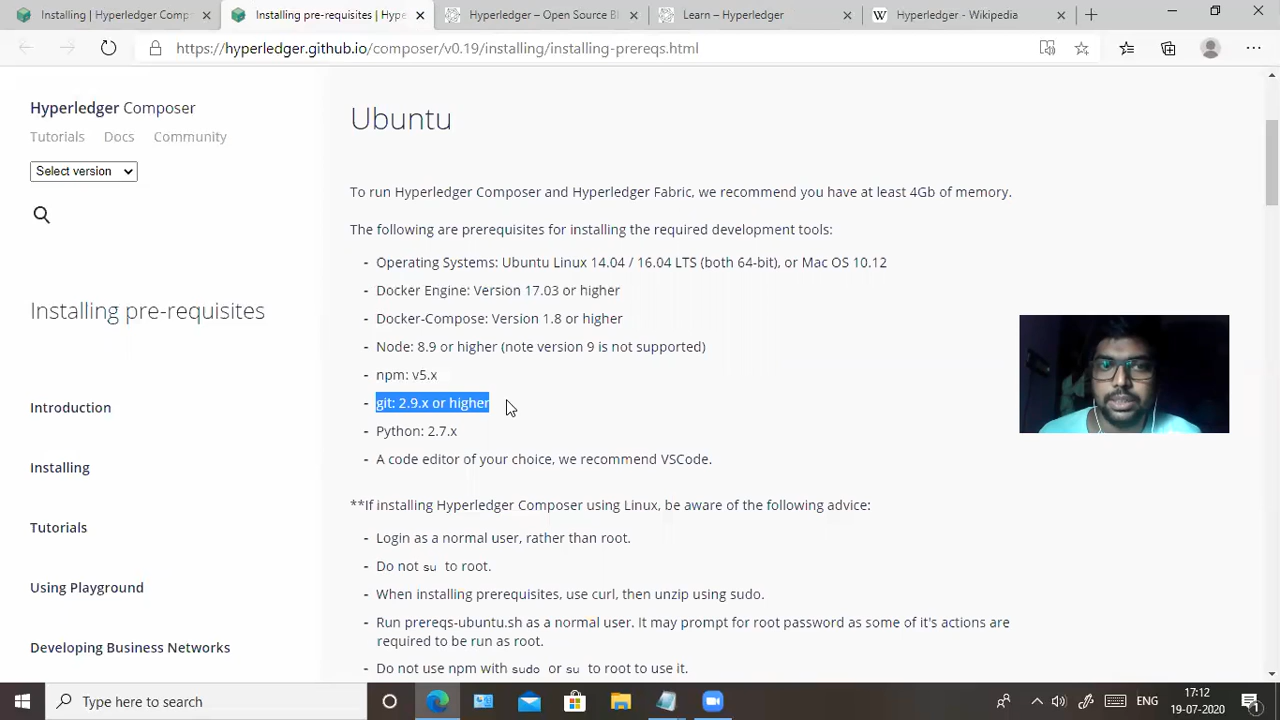 Installing | Hyperledger Comp
Installing pre-requisites | Hype
Hyperledger – Open Source Bl
Learn – Hyperledger
Hyperledger - Wikipedia
https://hyperledger.github.io/composer/v0.19/installing/installing-prereqs.html
Hyperledger Composer
Tutorials Docs Community
Select version
Installing pre-requisites
Introduction
Installing
Tutorials
Using Playground
Developing Business Networks
Ubuntu
To run Hyperledger Composer and Hyperledger Fabric, we recommend you have at least 4Gb of memory.
The following are prerequisites for installing the required development tools:
- Operating Systems: Ubuntu Linux 14.04 / 16.04 LTS (both 64-bit), or Mac OS 10.12
- Docker Engine: Version 17.03 or higher
- Docker-Compose: Version 1.8 or higher
- Node: 8.9 or higher (note version 9 is not supported)
- npm: v5.x
- git: 2.9.x or higher
- Python: 2.7.x
- A code editor of your choice, we recommend VSCode.
**If installing Hyperledger Composer using Linux, be aware of the following advice:
- Login as a normal user, rather than root.
- Do not su to root.
- When installing prerequisites, use curl, then unzip using sudo.
- Run prereqs-ubuntu.sh as a normal user. It may prompt for root password as some of it's actions are
required to be run as root.
- Do not use npm with sudo or su to root to use it.
Type here to search
ENG
17:12
19-07-2020